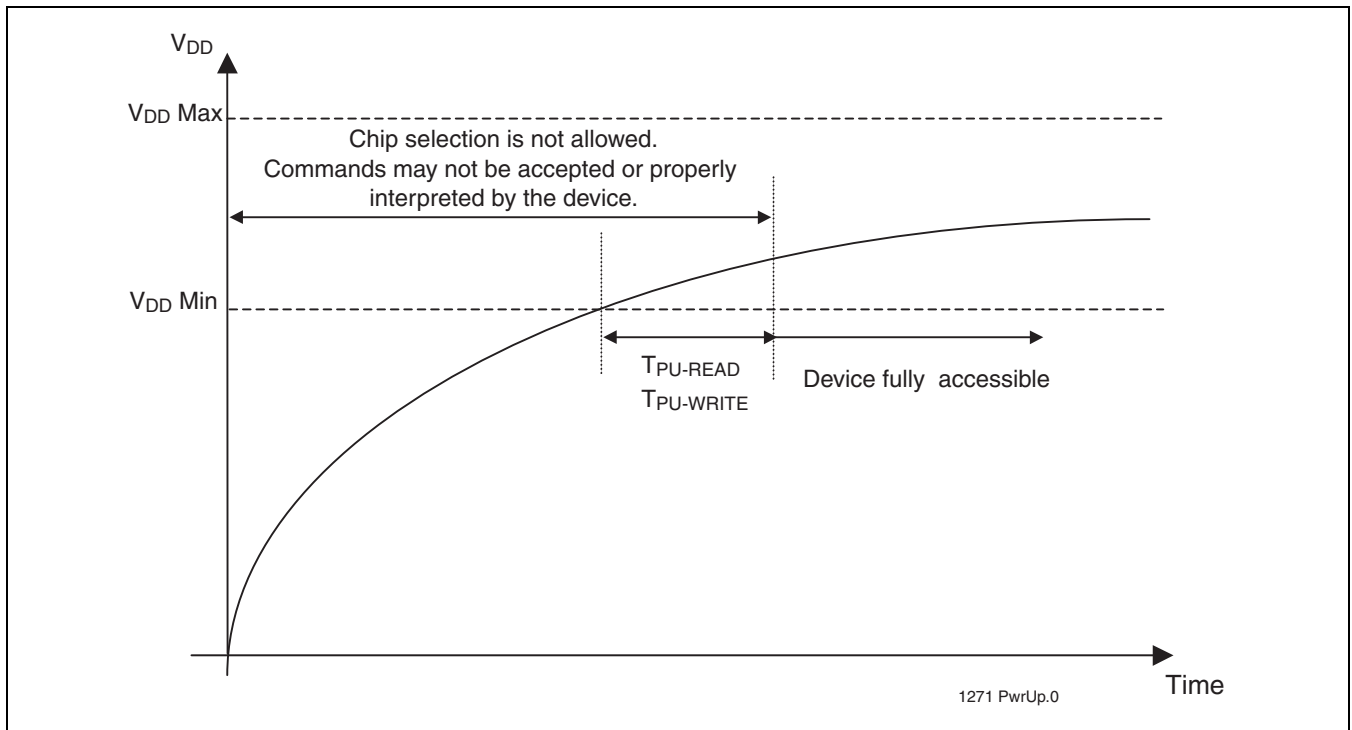 VDD
VDD Max
Chip selection is not allowed.
Commands may not be accepted or properly
interpreted by the device.
VDD Min
TPU-READ
TPU-WRITE
Device fully accessible
Time
1271 PwrUp.0